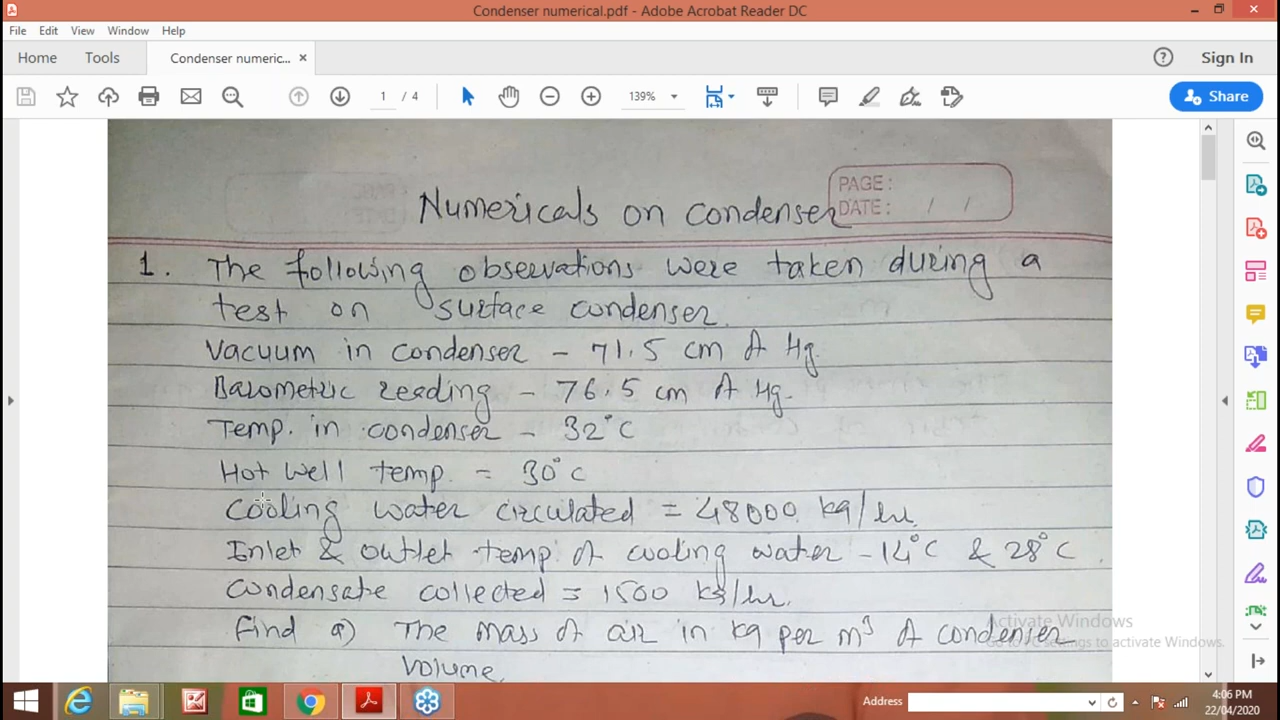 Condenser numerical.pdf - Adobe Acrobat Reader DC
File Edit View Window Help
Home Tools Condenser numeric... × Sign In
1 / 4 139% Share
PAGE:
DATE: / /
Numericals on condenser
1. The following observations were taken during a
test on surface condenser.
Vacuum in condenser - 71.5 cm of Hg.
Barometric reading - 76.5 cm of Hg.
Temp. in condenser - 32°C
Hot well temp. = 30°C
Cooling water circulated = 48000 kg/hr.
Inlet & outlet temp. of cooling water - 14°C & 28°C.
Condensate collected = 1500 kg/hr.
Find a) The mass of air in kg per m³ of condenser
volume.
Activate Windows
Go to PC settings to activate Windows.
Address
4:06 PM
22/04/2020